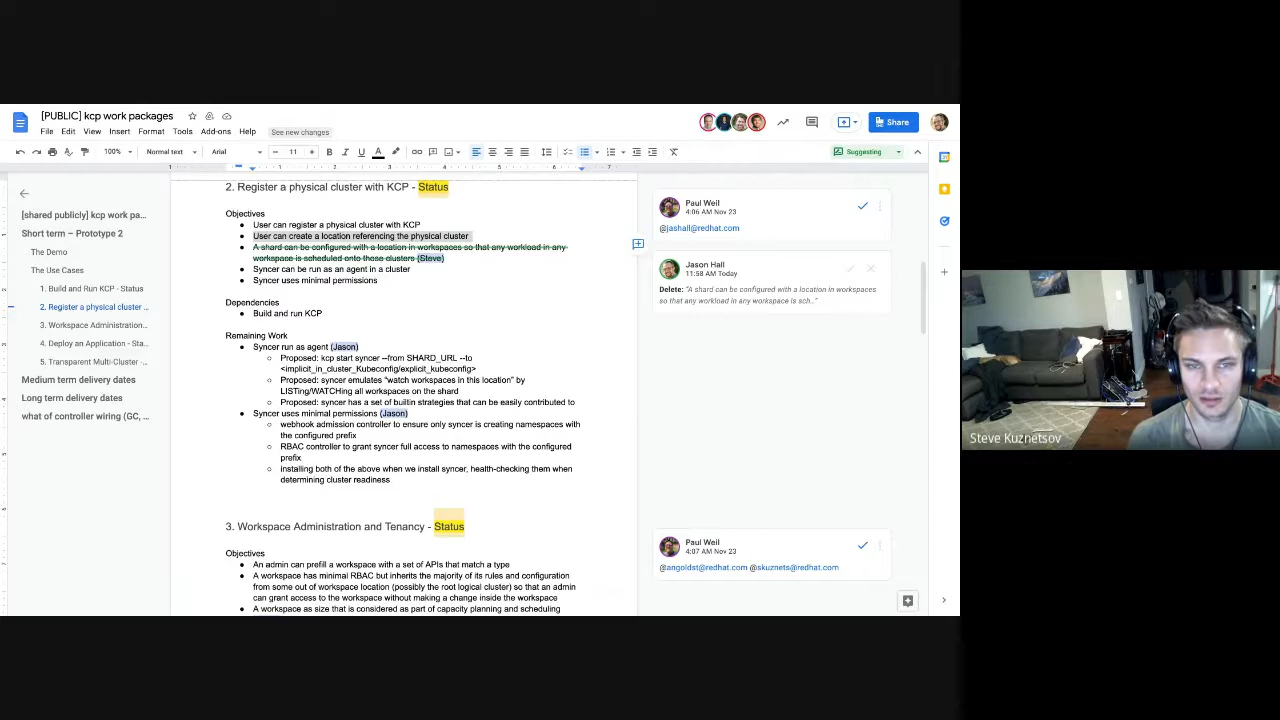 [PUBLIC] kcp work packages
File Edit View Insert Format Tools Add-ons Help See new changes
Share
100% Normal text Arial 11 Suggesting
[shared publicly] kcp work pa...
Short term – Prototype 2
The Demo
The Use Cases
1. Build and Run KCP - Status
2. Register a physical cluster ...
3. Workspace Administration...
4. Deploy an Application - Sta...
5. Transparent Multi-Cluster -...
Medium term delivery dates
Long term delivery dates
what of controller wiring (GC, ...
2. Register a physical cluster with KCP - Status
Objectives
User can register a physical cluster with KCP
User can create a location referencing the physical cluster
A shard can be configured with a location in workspaces so that any workload in any
workspace is scheduled onto those clusters (Steve)
Syncer can be run as an agent in a cluster
Syncer uses minimal permissions
Dependencies
Build and run KCP
Remaining Work
Syncer run as agent (Jason)
Proposed: kcp start syncer --from SHARD_URL --to
<implicit_in_cluster_Kubeconfig/explicit_kubeconfig>
Proposed: syncer emulates “watch workspaces in this location” by
LISTing/WATCHing all workspaces on the shard
Proposed: syncer has a set of builtin strategies that can be easily contributed to
Syncer uses minimal permissions (Jason)
webhook admission controller to ensure only syncer is creating namespaces with
the configured prefix
RBAC controller to grant syncer full access to namespaces with the configured
prefix
installing both of the above when we install syncer, health-checking them when
determining cluster readiness
3. Workspace Administration and Tenancy - Status
Objectives
An admin can prefill a workspace with a set of APIs that match a type
A workspace has minimal RBAC but inherits the majority of its rules and configuration
from some out of workspace location (possibly the root logical cluster) so that an admin
can grant access to the workspace without making a change inside the workspace
A workspace as size that is considered as part of capacity planning and scheduling
Paul Weil
4:06 AM Nov 23
@jashall@redhat.com
Jason Hall
11:58 AM Today
Delete: “A shard can be configured with a location in workspaces
so that any workload in any workspace is sch...”
Paul Weil
4:07 AM Nov 23
@angoldst@redhat.com @skuznets@redhat.com
Steve Kuznetsov